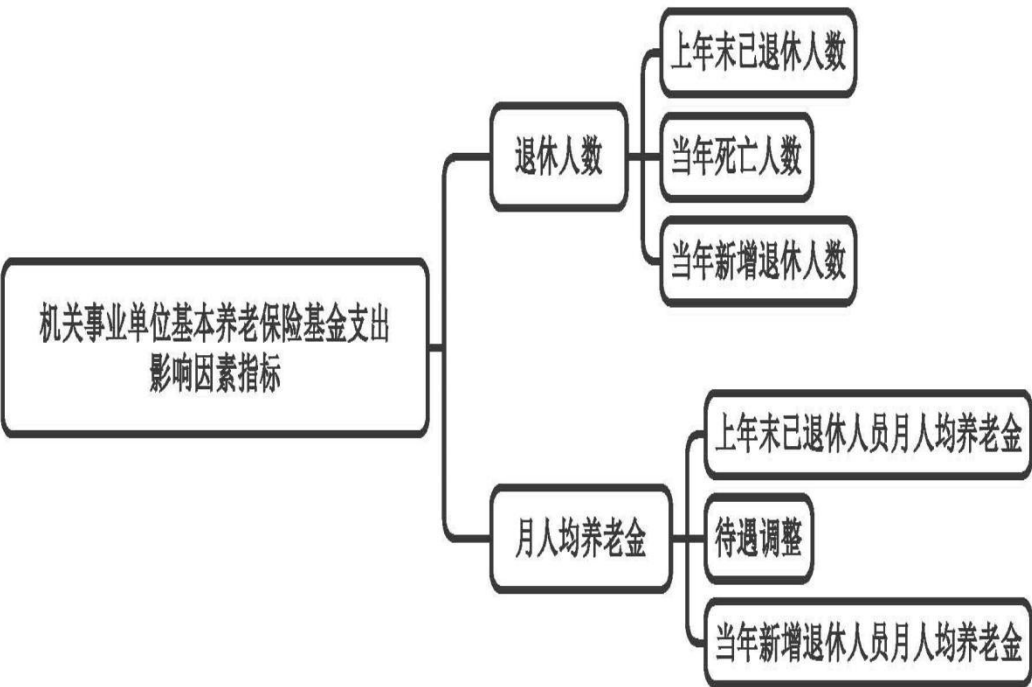 机关事业单位基本养老保险基金支出
影响因素指标
退休人数
上年末已退休人数
当年死亡人数
当年新增退休人数
月人均养老金
上年末已退休人员月人均养老金
待遇调整
当年新增退休人员月人均养老金